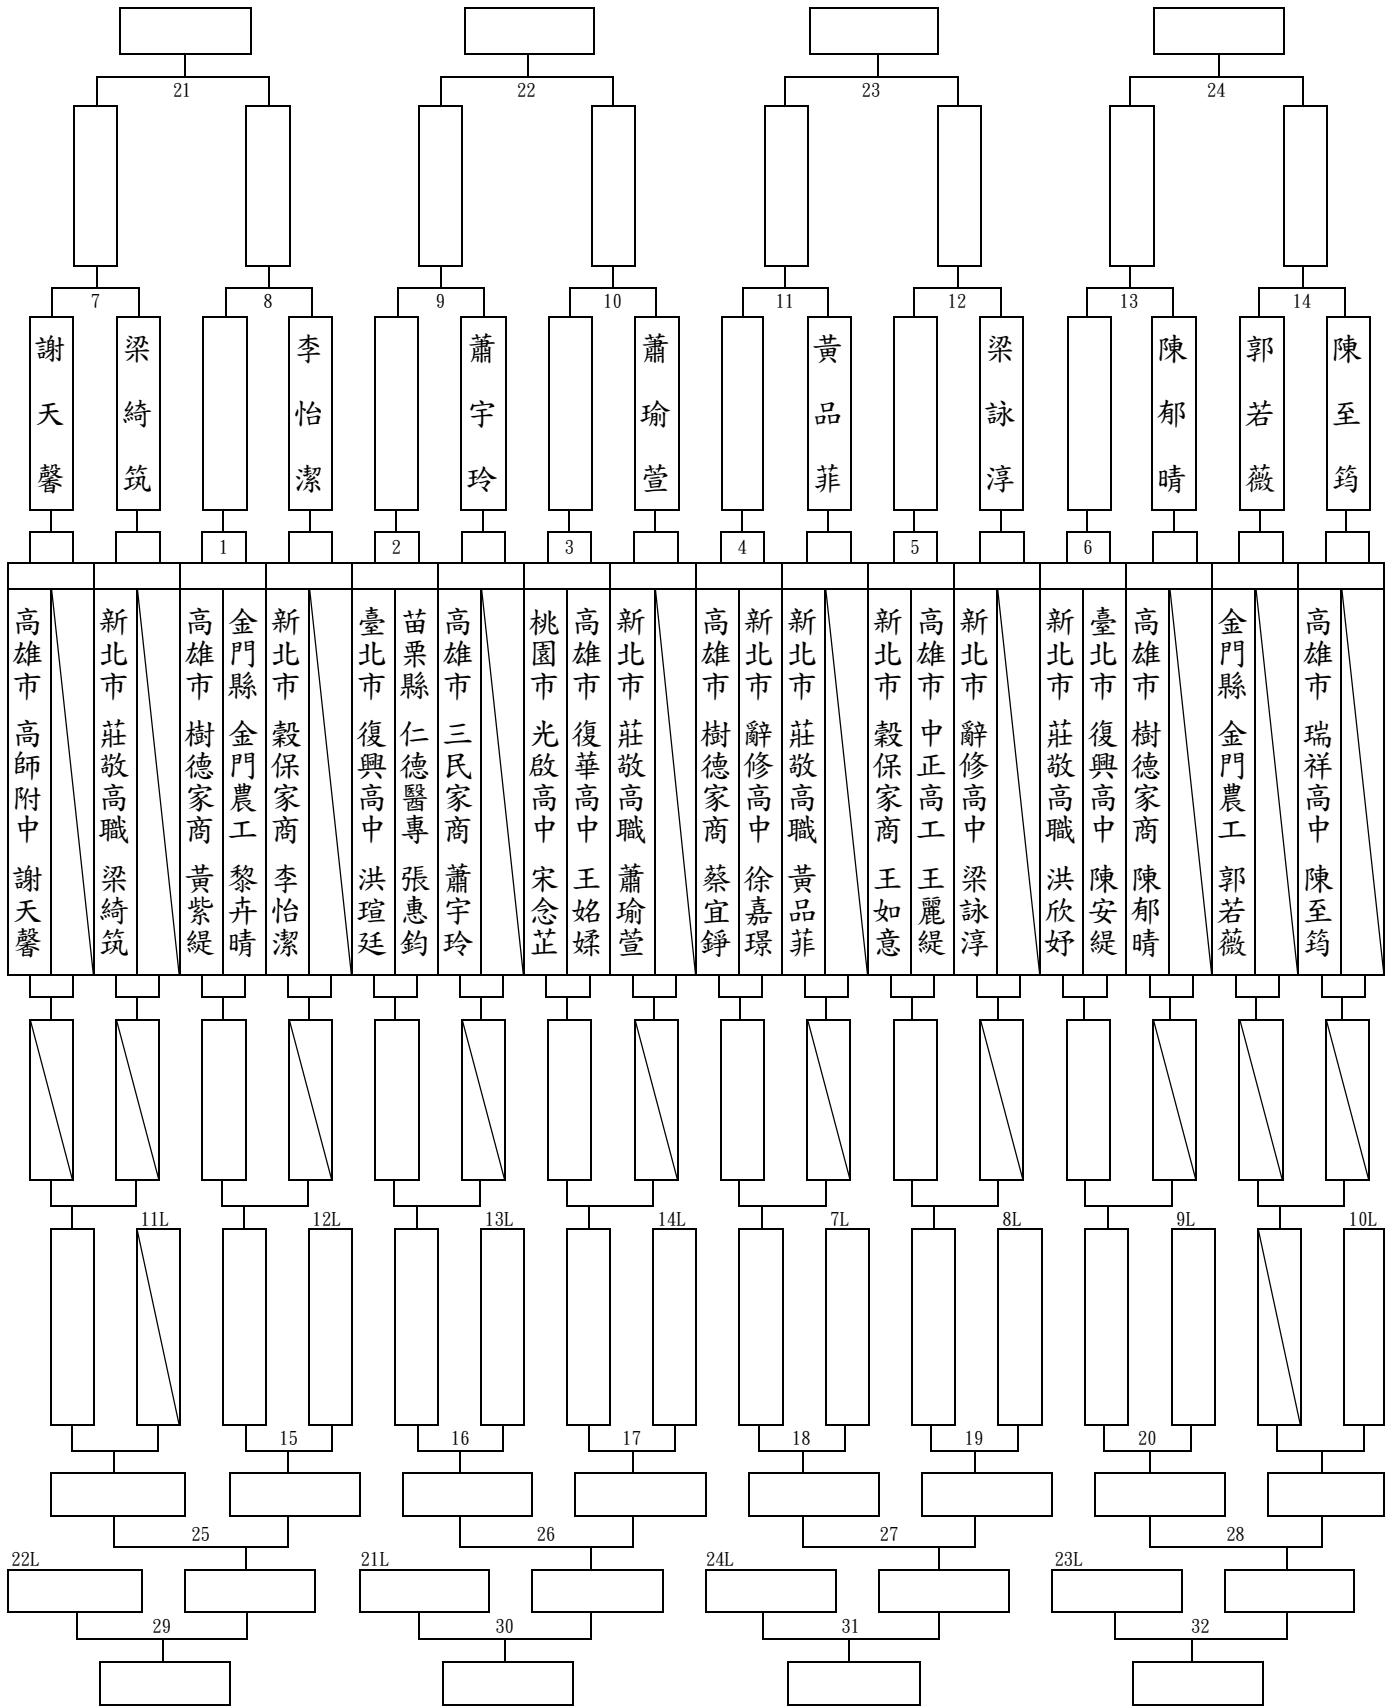 21
22
23
24
7
8
9
10
11
12
13
14
謝天馨
梁綺筑
李怡潔
蕭宇玲
蕭瑜萱
黃品菲
梁詠淳
陳郁晴
郭若薇
陳至筠
1
2
3
4
5
6
高雄市 高師附中 謝天馨
新北市 莊敬高職 梁綺筑
高雄市 樹德家商 黃紫緹
金門縣 金門農工 黎卉晴
新北市 穀保家商 李怡潔
臺北市 復興高中 洪瑄廷
苗栗縣 仁德醫專 張惠鈞
高雄市 三民家商 蕭宇玲
桃園市 光啟高中 宋念芷
高雄市 復華高中 王姳媃
新北市 莊敬高職 蕭瑜萱
高雄市 樹德家商 蔡宜錚
新北市 辭修高中 徐嘉璟
新北市 莊敬高職 黃品菲
新北市 穀保家商 王如意
高雄市 中正高工 王麗緹
新北市 辭修高中 梁詠淳
新北市 莊敬高職 洪欣妤
臺北市 復興高中 陳安緹
高雄市 樹德家商 陳郁晴
金門縣 金門農工 郭若薇
高雄市 瑞祥高中 陳至筠
11L
12L
13L
14L
7L
8L
9L
10L
15
16
17
18
19
20
25
26
27
28
22L
21L
24L
23L
29
30
31
32